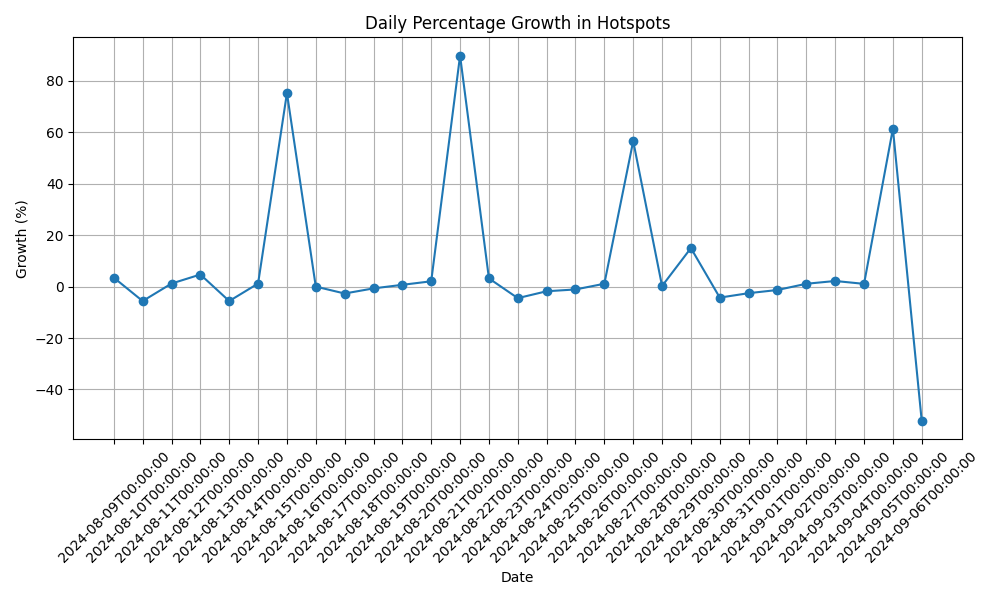 Daily Percentage Growth in Hotspots
Growth (%)
80
60
40
20
0
−20
−40
2024-08-09T00:00:00
2024-08-10T00:00:00
2024-08-11T00:00:00
2024-08-12T00:00:00
2024-08-13T00:00:00
2024-08-14T00:00:00
2024-08-15T00:00:00
2024-08-16T00:00:00
2024-08-17T00:00:00
2024-08-18T00:00:00
2024-08-19T00:00:00
2024-08-20T00:00:00
2024-08-21T00:00:00
2024-08-22T00:00:00
2024-08-23T00:00:00
2024-08-24T00:00:00
2024-08-25T00:00:00
2024-08-26T00:00:00
2024-08-27T00:00:00
2024-08-28T00:00:00
2024-08-29T00:00:00
2024-08-30T00:00:00
2024-08-31T00:00:00
2024-09-01T00:00:00
2024-09-02T00:00:00
2024-09-03T00:00:00
2024-09-04T00:00:00
2024-09-05T00:00:00
2024-09-06T00:00:00
Date